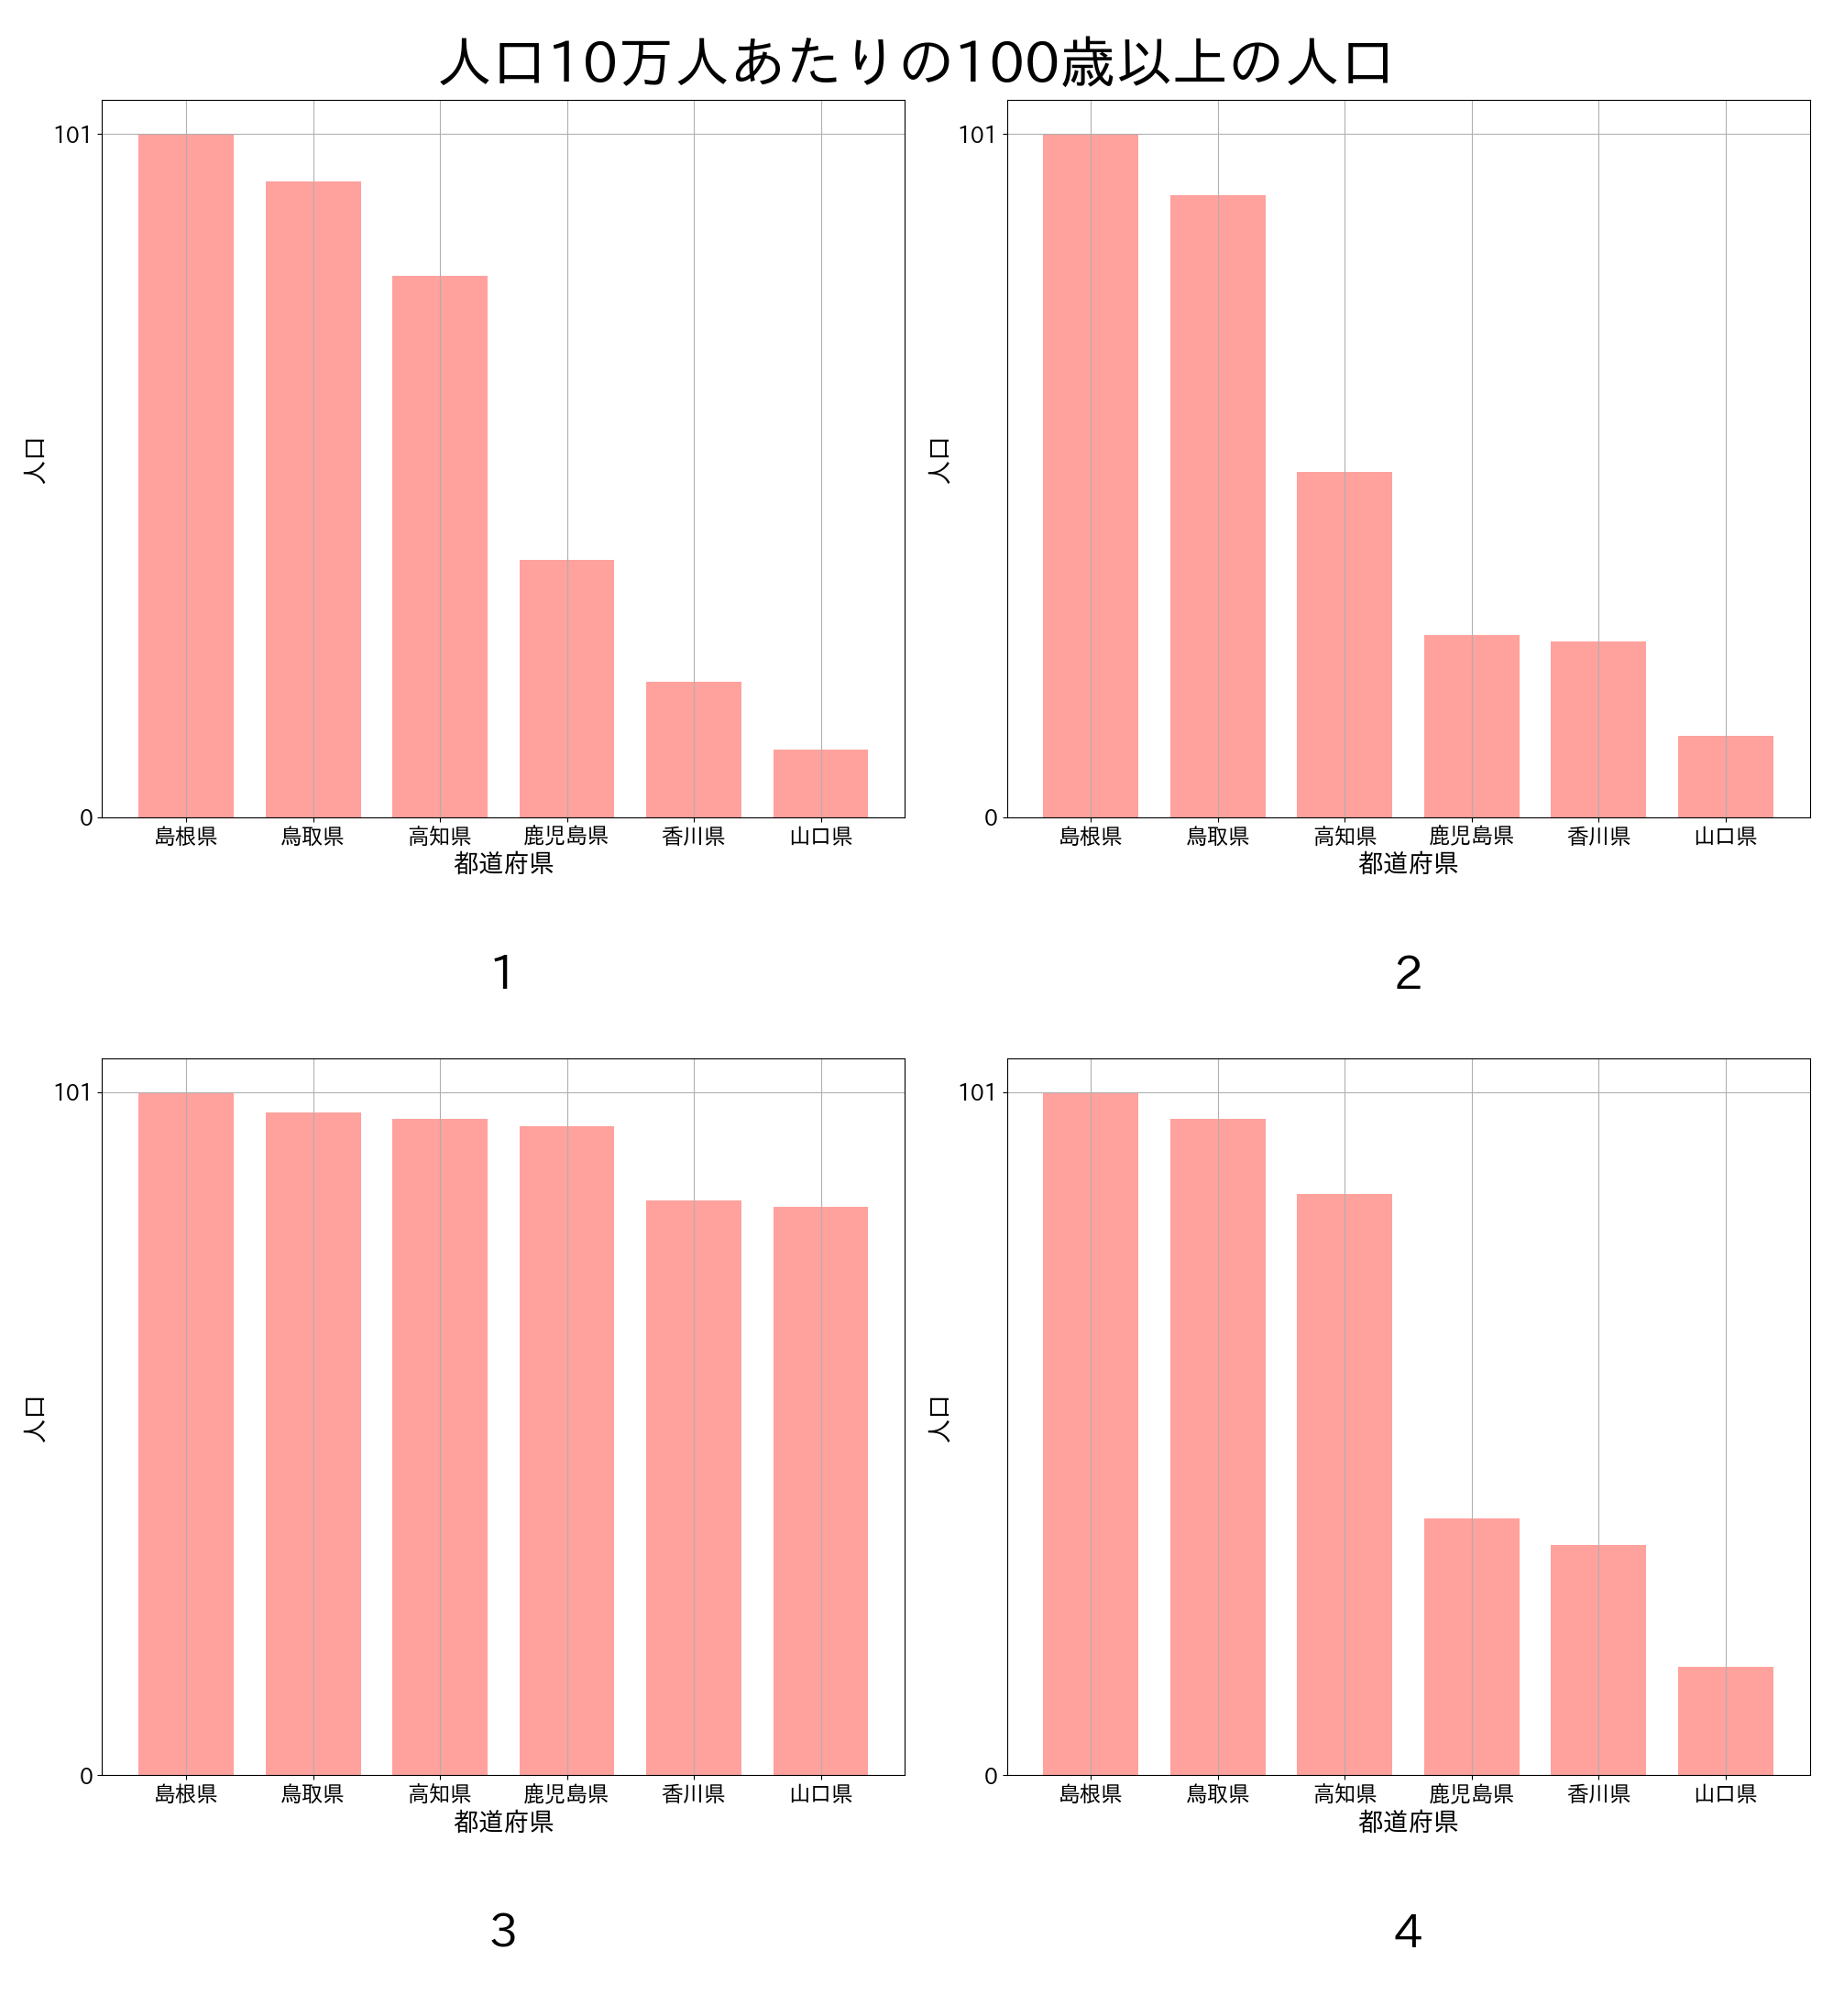 人口10万人あたりの100歳以上の人口
101
0
人口
島根県 鳥取県 高知県 鹿児島県 香川県 山口県
都道府県
1
101
0
人口
島根県 鳥取県 高知県 鹿児島県 香川県 山口県
都道府県
2
101
0
人口
島根県 鳥取県 高知県 鹿児島県 香川県 山口県
都道府県
3
101
0
人口
島根県 鳥取県 高知県 鹿児島県 香川県 山口県
都道府県
4